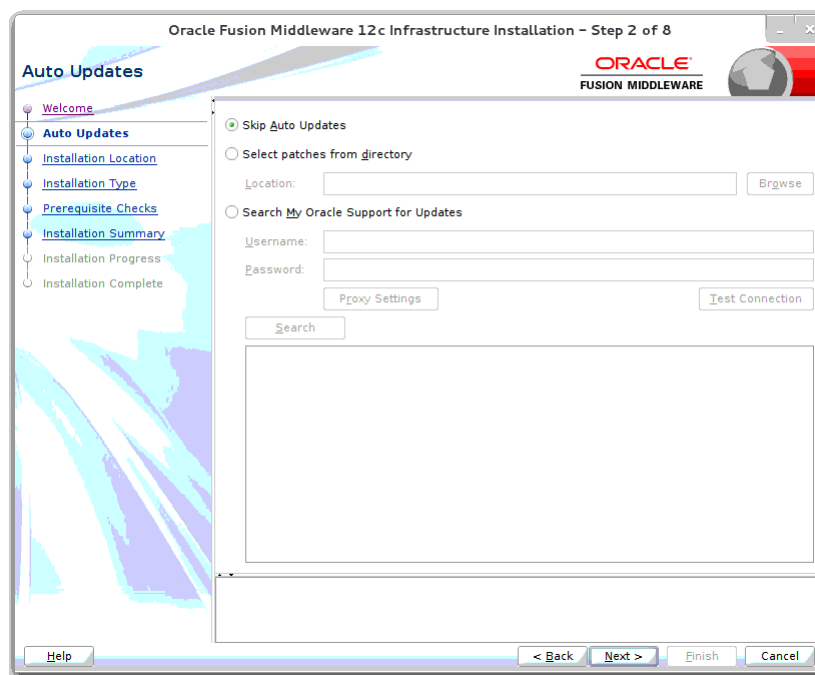 Oracle Fusion Middleware 12c Infrastructure Installation – Step 2 of 8
Auto Updates
ORACLE
FUSION MIDDLEWARE
Welcome
Auto Updates
Installation Location
Installation Type
Prerequisite Checks
Installation Summary
Installation Progress
Installation Complete
Skip Auto Updates
Select patches from directory
Location:
Browse
Search My Oracle Support for Updates
Username:
Password:
Proxy Settings
Test Connection
Search
Help
< Back
Next >
Finish
Cancel